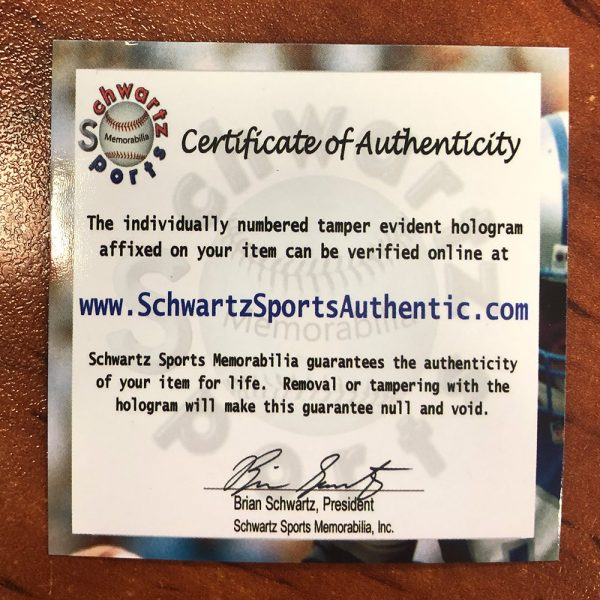 Schwartz
Sports
Memorabilia
Certificate of Authenticity
The individually numbered tamper evident hologram
affixed on your item can be verified online at
www.SchwartzSportsAuthentic.com
Schwartz Sports Memorabilia guarantees the authenticity
of your item for life. Removal or tampering with the
hologram will make this guarantee null and void.
Brian Schwartz
Brian Schwartz, President
Schwartz Sports Memorabilia, Inc.